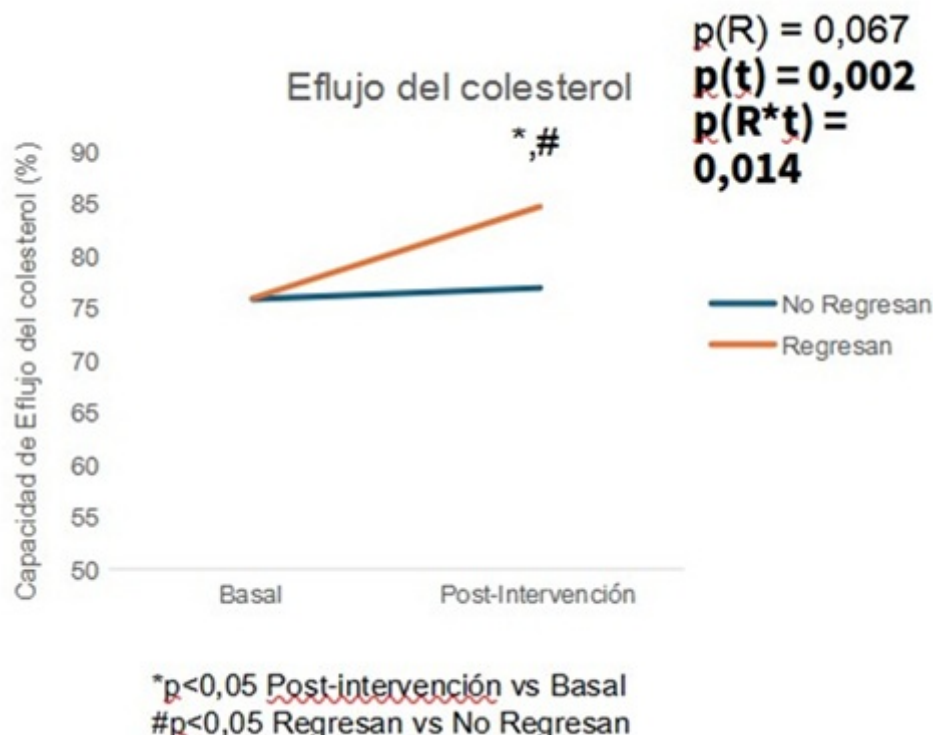 p(R) = 0,067
p(t) = 0,002
p(R*t) =
0,014
Eflujo del colesterol
*,#
Capacidad de Eflujo del colesterol (%)
90
85
80
75
70
65
60
55
50
Basal
Post-Intervención
No Regresan
Regresan
*p<0,05 Post-intervención vs Basal
#p<0,05 Regresan vs No Regresan